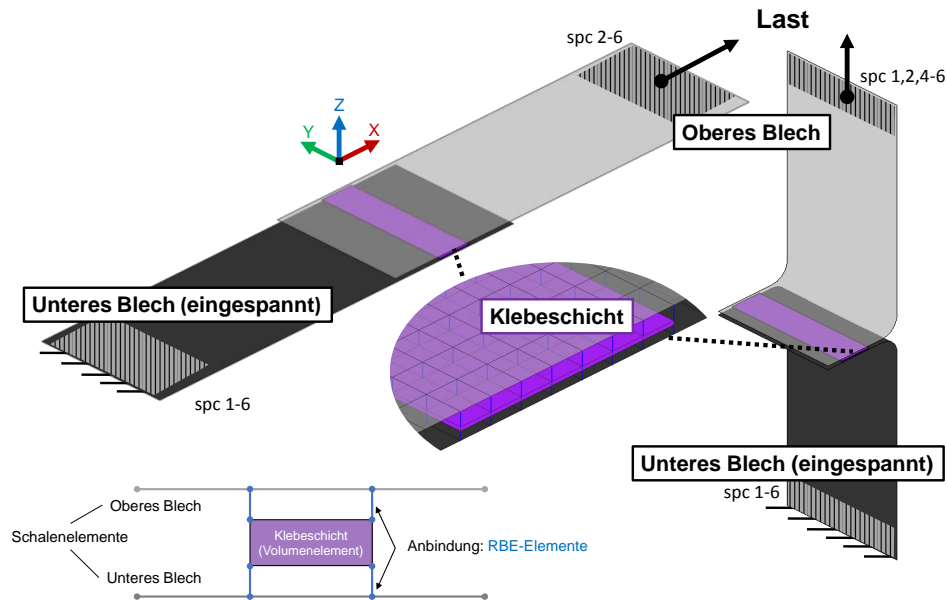 Last
spc 2-6
spc 1,2,4-6
Z
Y
X
Oberes Blech
Unteres Blech (eingespannt)
Klebeschicht
spc 1-6
Unteres Blech (eingespannt)
spc 1-6
Oberes Blech
Schalenelemente
Klebeschicht
(Volumenelement)
Anbindung: RBE-Elemente
Unteres Blech